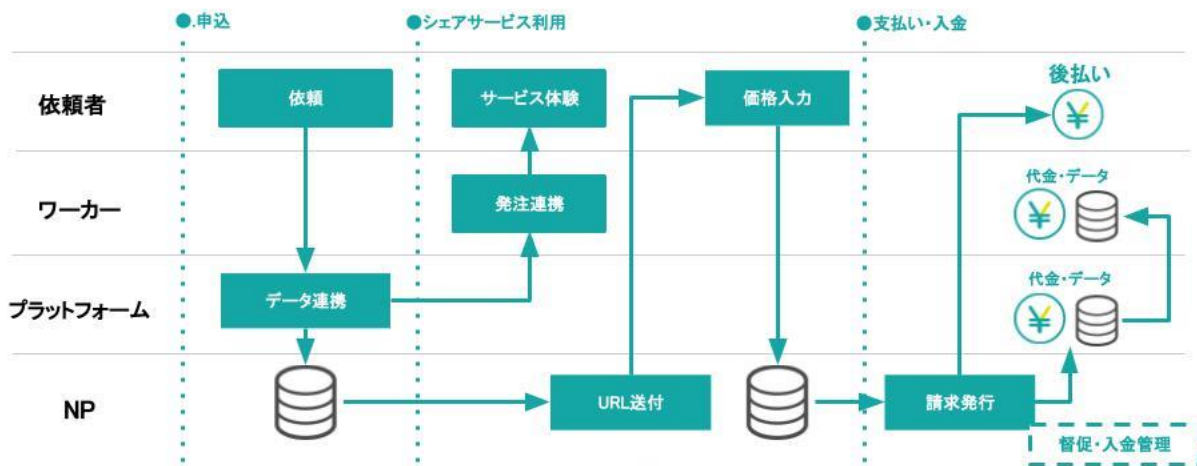 ●.申込
●シェアサービス利用
●支払い・入金
依頼者
依頼
サービス体験
価格入力
後払い
ワーカー
発注連携
代金・データ
プラットフォーム
データ連携
代金・データ
NP
URL送付
請求発行
督促・入金管理